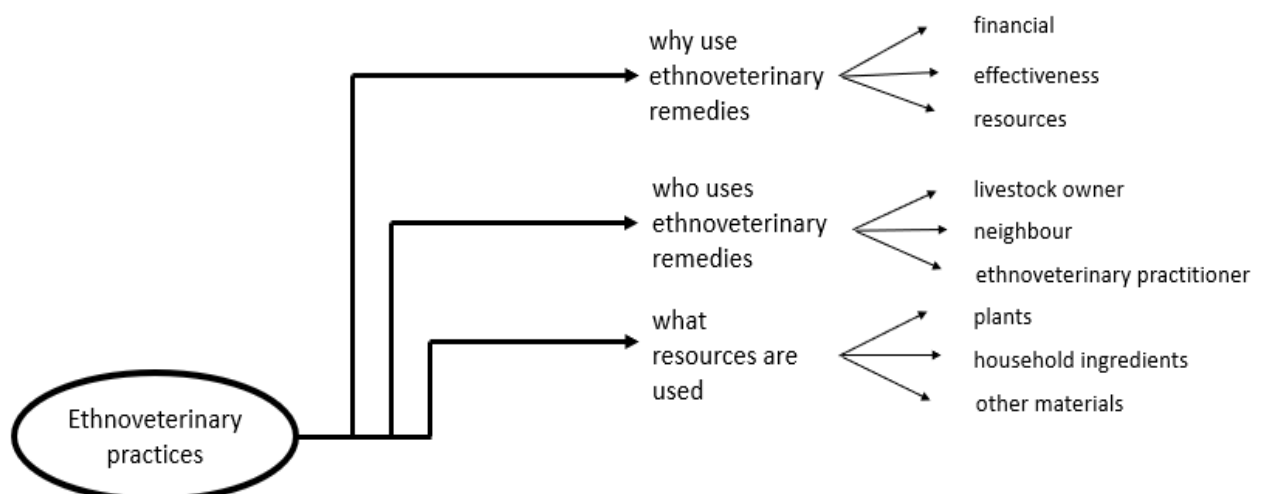 why use
ethnoveterinary
remedies
financial
effectiveness
resources
who uses
ethnoveterinary
remedies
livestock owner
neighbour
ethnoveterinary practitioner
what
resources are
used
plants
household ingredients
other materials
Ethnoveterinary
practices